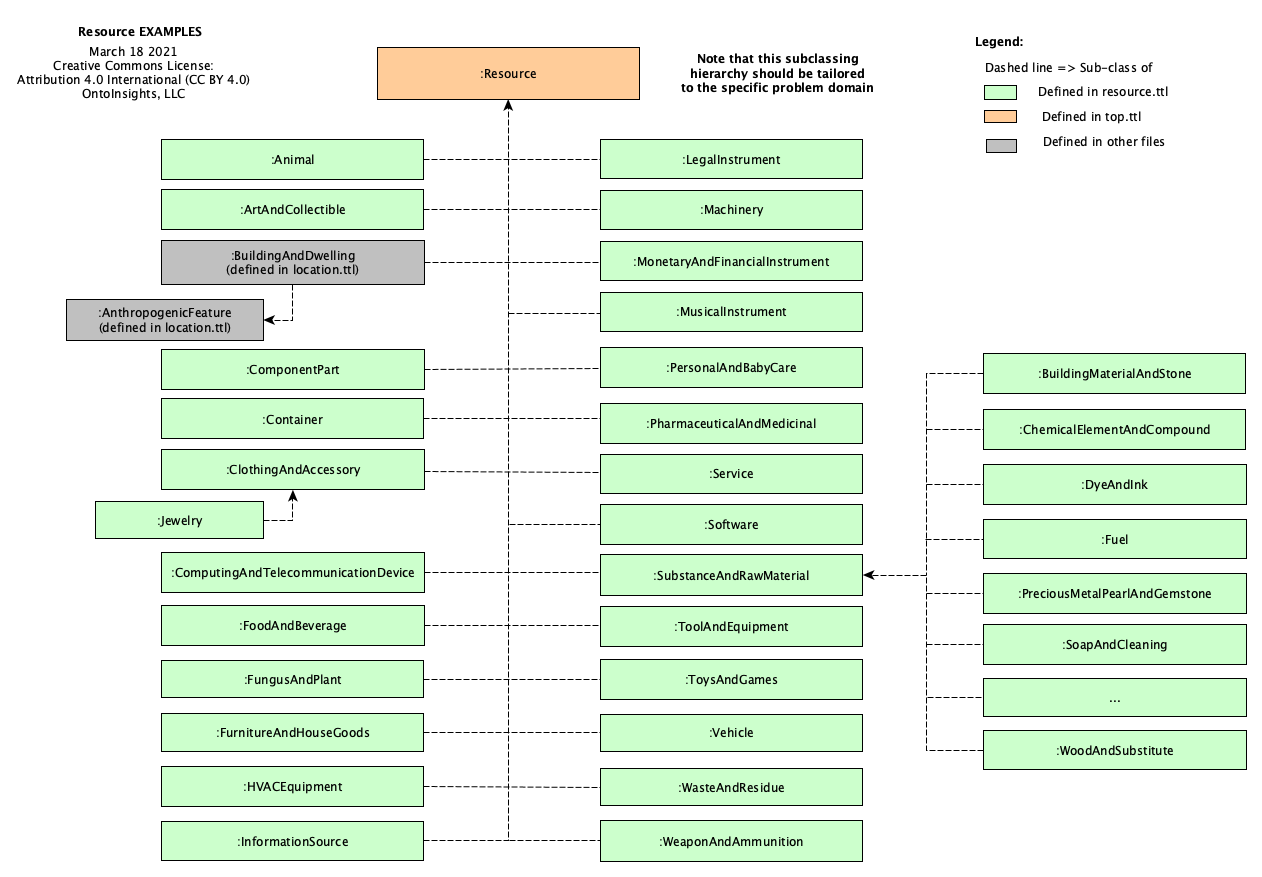 Resource EXAMPLES
March 18 2021
Creative Commons License:
Attribution 4.0 International (CC BY 4.0)
OntoInsights, LLC
:Resource
Note that this subclassing
hierarchy should be tailored
to the specific problem domain
Legend:
Dashed line => Sub-class of
Defined in resource.ttl
Defined in top.ttl
Defined in other files
:Animal
:ArtAndCollectible
:BuildingAndDwelling
(defined in location.ttl)
:AnthropogenicFeature
(defined in location.ttl)
:ComponentPart
:Container
:ClothingAndAccessory
:Jewelry
:ComputingAndTelecommunicationDevice
:FoodAndBeverage
:FungusAndPlant
:FurnitureAndHouseGoods
:HVACEquipment
:InformationSource
:LegalInstrument
:Machinery
:MonetaryAndFinancialInstrument
:MusicalInstrument
:PersonalAndBabyCare
:PharmaceuticalAndMedicinal
:Service
:Software
:SubstanceAndRawMaterial
:ToolAndEquipment
:ToysAndGames
:Vehicle
:WasteAndResidue
:WeaponAndAmmunition
:BuildingMaterialAndStone
:ChemicalElementAndCompound
:DyeAndInk
:Fuel
:PreciousMetalPearlAndGemstone
:SoapAndCleaning
...
:WoodAndSubstitute